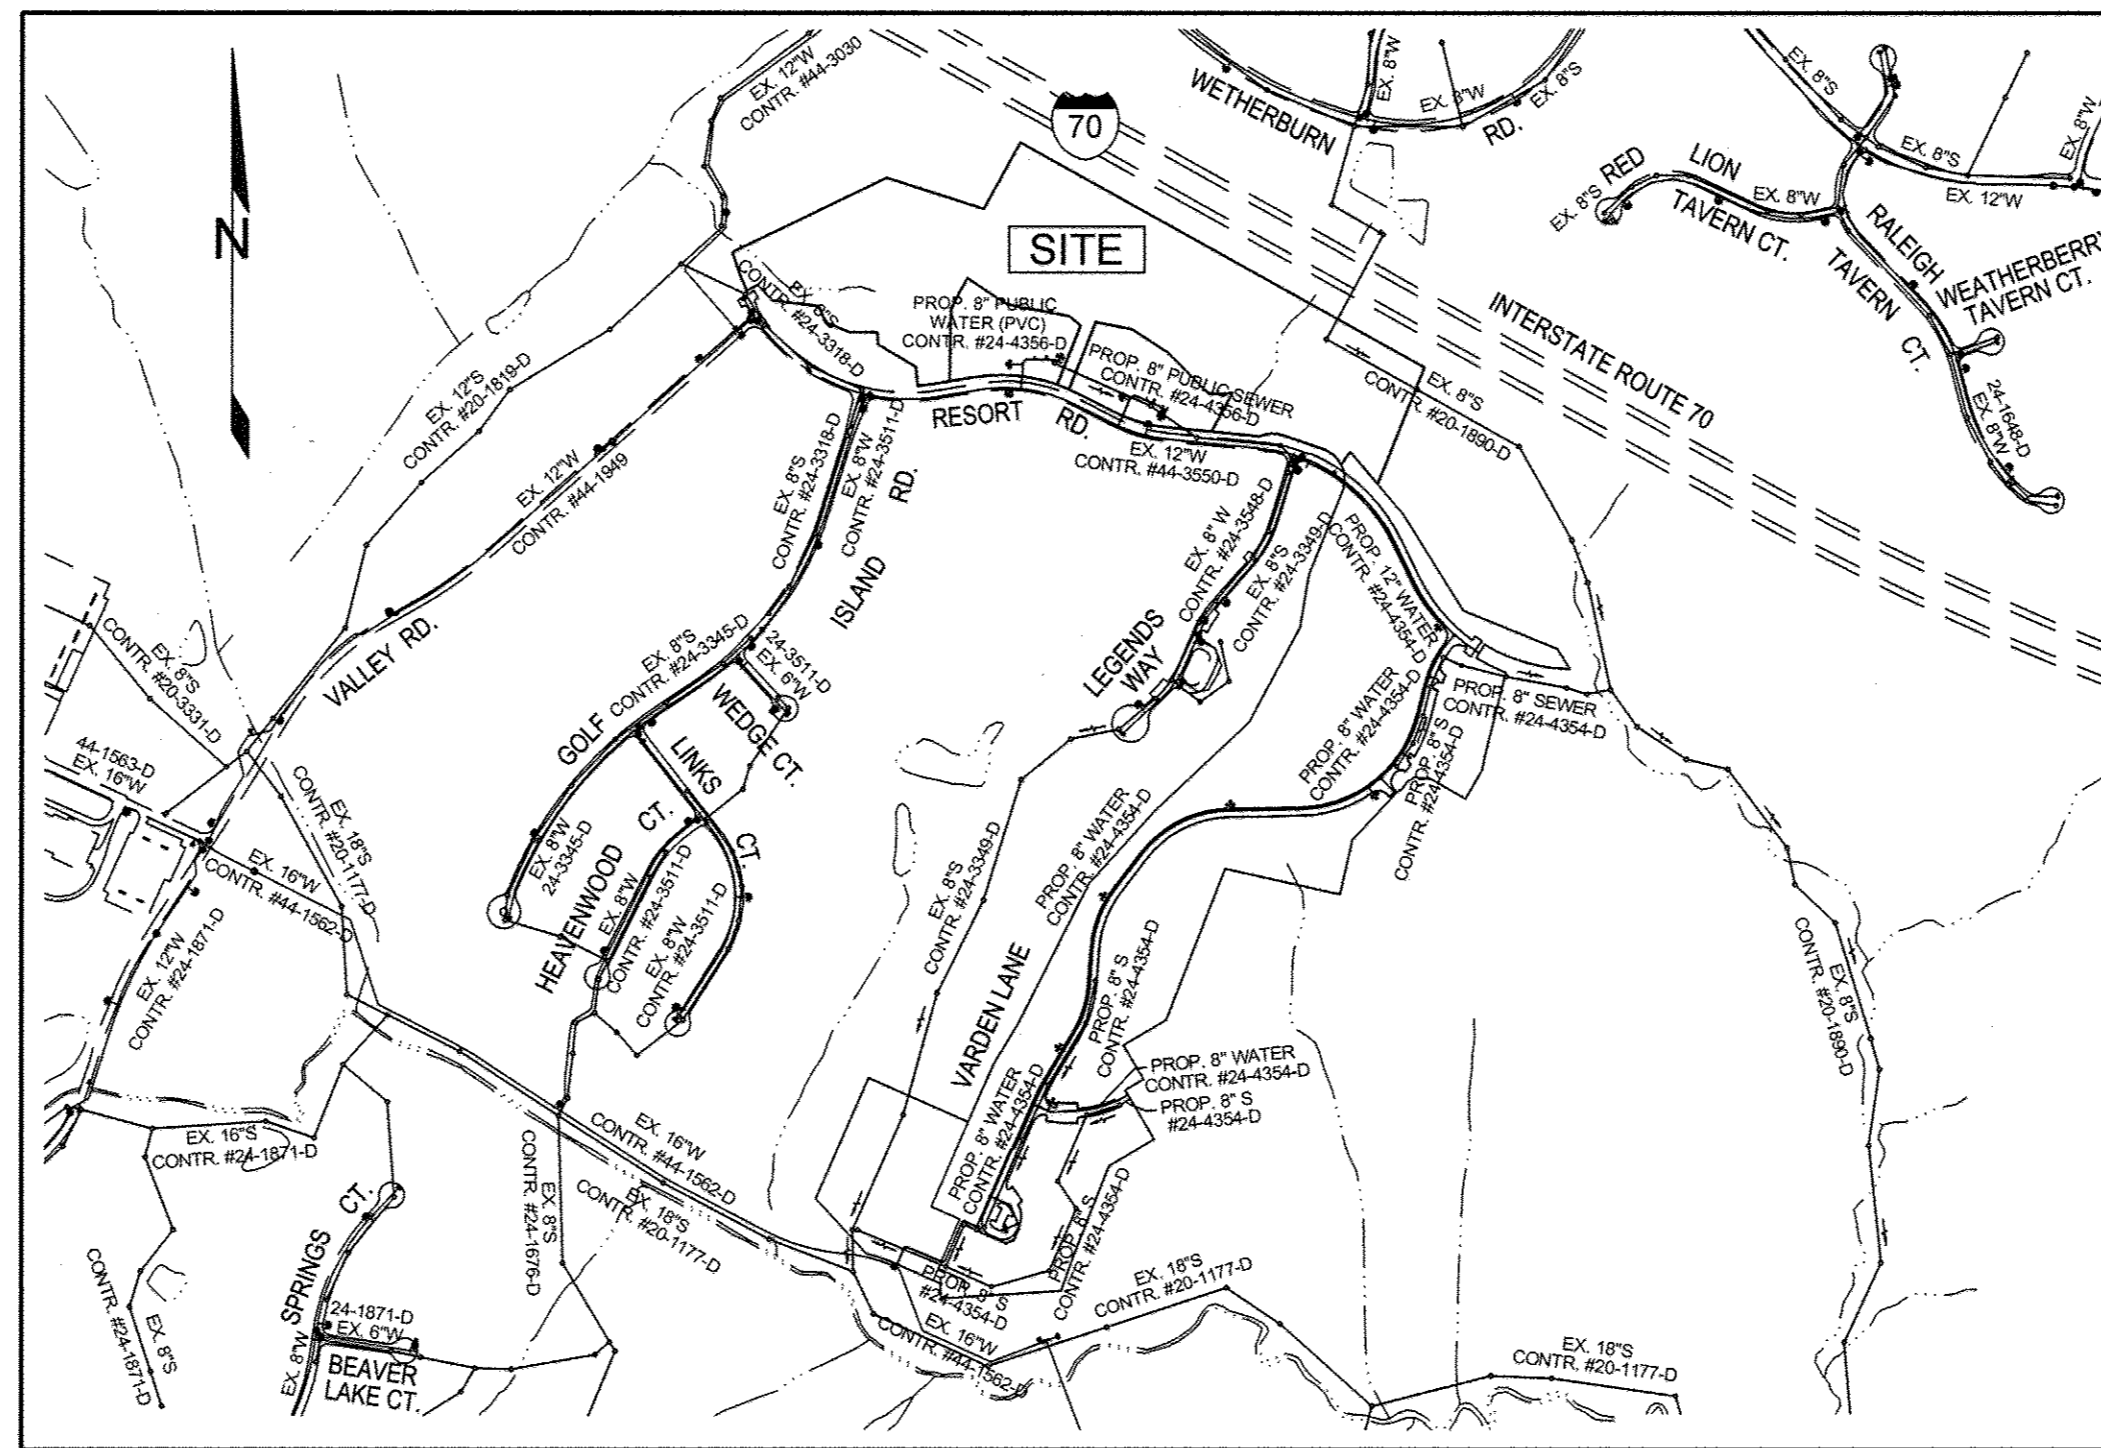 EX. 12"W
CONTR. #44-3030
70
WETHERBURN
RD.
EX. 8"W
EX. 8"W
EX. 8"S
EX. 8"S
EX. 8"S
EX. 12"W
EX. 8"W
EX. 8"S
RED
LION
TAVERN CT.
EX. 8"W
RALEIGH
TAVERN
CT.
WEATHERBERRY
TAVERN CT.
24-1648-D
EX. 8"W
N
SITE
INTERSTATE ROUTE 70
EX. 8"S
CONTR. #24-3318-D
PROP. 8" PUBLIC
WATER (PVC)
CONTR. #24-4356-D
PROP. 8" PUBLIC SEWER
CONTR. #24-4356-D
EX. 8"S
CONTR. #20-1890-D
RESORT
RD.
EX. 12"W
CONTR. #44-3550-D
EX. 12"S
CONTR. #20-1819-D
EX. 12"W
CONTR. #44-1949
EX. 8"S
CONTR. #24-3318-D
EX. 8"W
CONTR. #24-3511-D
ISLAND
RD.
EX. 8" W
CONTR. #24-3548-D
EX. 8"S
CONTR. #24-3349-D
PROP. 12" WATER
CONTR. #24-4354-D
LEGENDS
WAY
VALLEY RD.
EX. 8"S
CONTR. #20-3331-D
EX. 8"S
CONTR. #24-3345-D
24-3511-D
EX. 6"W
WEDGE CT.
GOLF
LINKS
CT.
PROP. 8" SEWER
CONTR. #24-4354-D
PROP. 8" WATER
CONTR. #24-4354-D
PROP. 8" S
CONTR. #24-4354-D
44-1563-D
EX. 16"W
EX. 18"S
CONTR. #20-1177-D
EX. 16"W
CONTR. #44-1562-D
EX. 12"W
CONTR. #24-1871-D
EX. 8"W
24-3345-D
HEAVENWOOD
CT.
EX. 8"W
CONTR. #24-3511-D
EX. 8"W
CONTR. #24-3511-D
EX. 8"S
CONTR. #24-3349-D
PROP. 8" WATER
CONTR. #24-4354-D
VARDEN LANE
PROP. 8" S
CONTR. #24-4354-D
EX. 8"S
CONTR. #20-1890-D
PROP. 8" WATER
CONTR. #24-4354-D
PROP. 8" S
#24-4354-D
PROP. 8" WATER
CONTR. #24-4354-D
EX. 16"S
CONTR. #24-1871-D
EX. 16"W
CONTR. #44-1562-D
EX. 18"S
CONTR. #20-1177-D
EX. 8"S
CONTR. #24-1676-D
PROP. 8" S
CONTR. #24-4354-D
PROP. 8" S
#24-4354-D
EX. 18"S
CONTR. #20-1177-D
EX. 16"W
CONTR. #44-1562-D
EX. 18"S
CONTR. #20-1177-D
SPRINGS
CT.
24-1871-D
EX. 6"W
EX. 8"W
BEAVER
LAKE CT.
EX. 8"S
CONTR. #24-1871-D